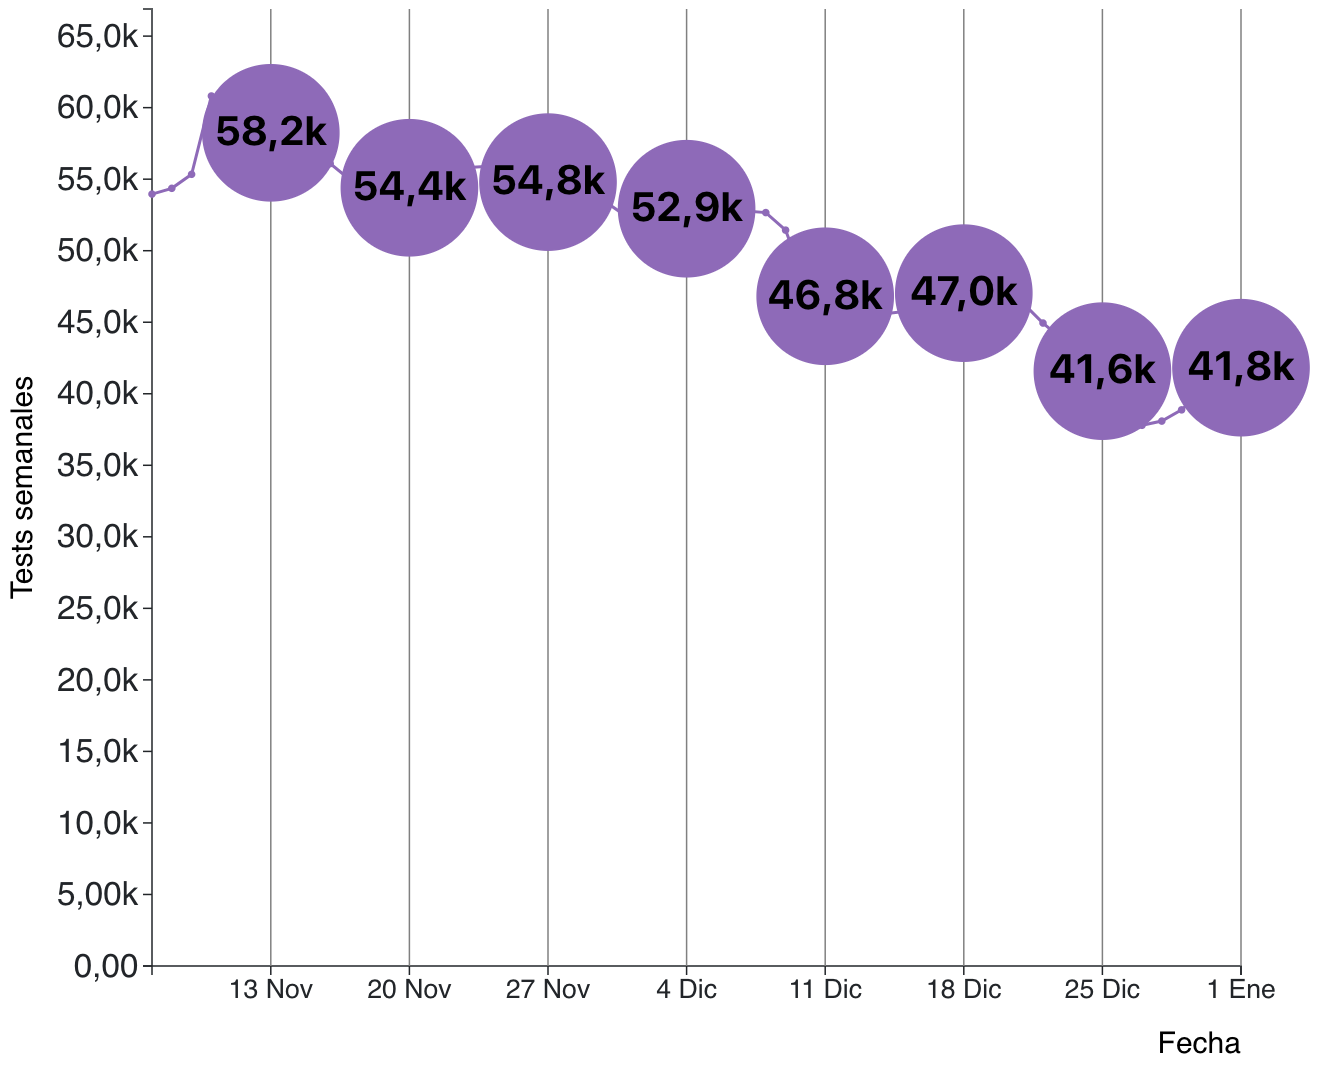 65,0k
60,0k
55,0k
50,0k
45,0k
40,0k
35,0k
30,0k
25,0k
20,0k
15,0k
10,0k
5,00k
0,00
Tests semanales
58,2k
54,4k
54,8k
52,9k
46,8k
47,0k
41,6k
41,8k
13 Nov
20 Nov
27 Nov
4 Dic
11 Dic
18 Dic
25 Dic
1 Ene
Fecha